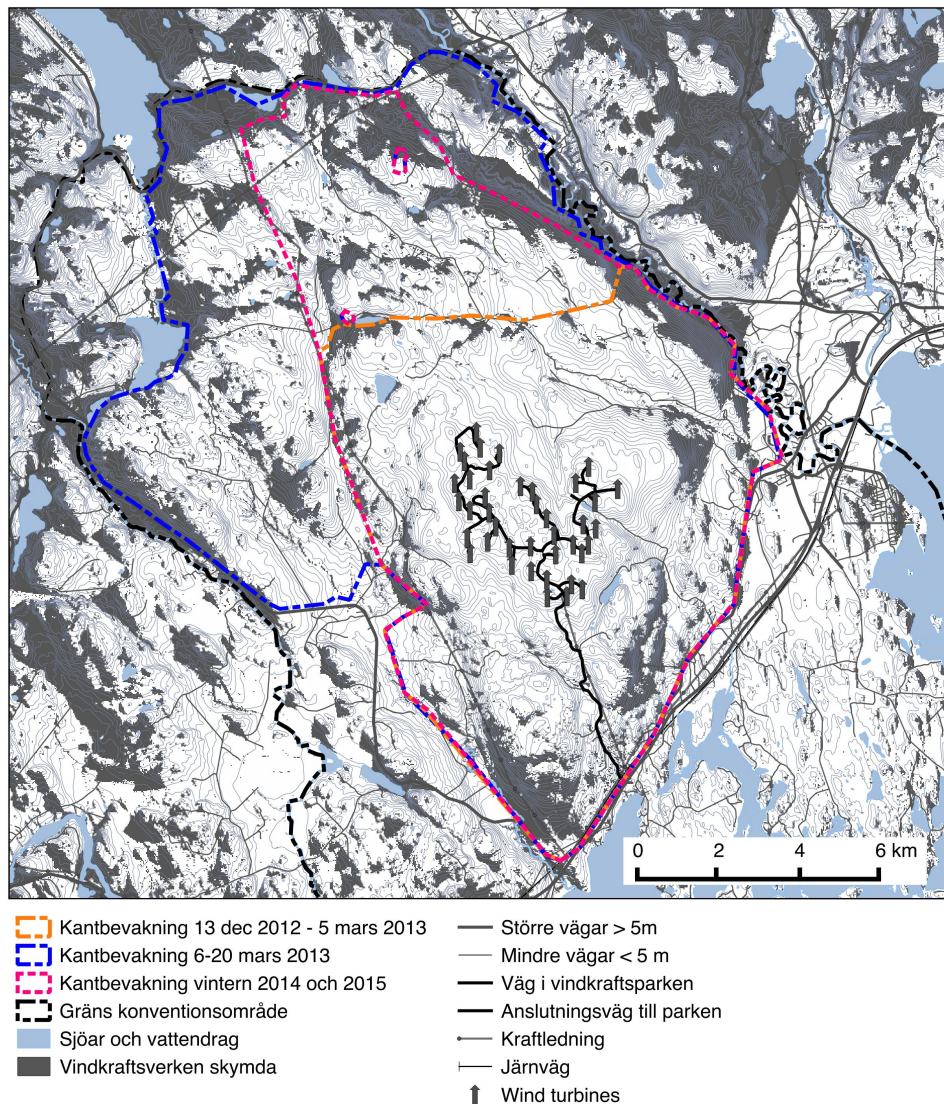 0 2 4 6 km
Kantbevakning 13 dec 2012 - 5 mars 2013
Kantbevakning 6-20 mars 2013
Kantbevakning vintern 2014 och 2015
Gräns konventionsområde
Sjöar och vattendrag
Vindkraftsverken skymda
Större vägar > 5m
Mindre vägar < 5 m
Väg i vindkraftsparken
Anslutningsväg till parken
Kraftledning
Järnväg
Wind turbines